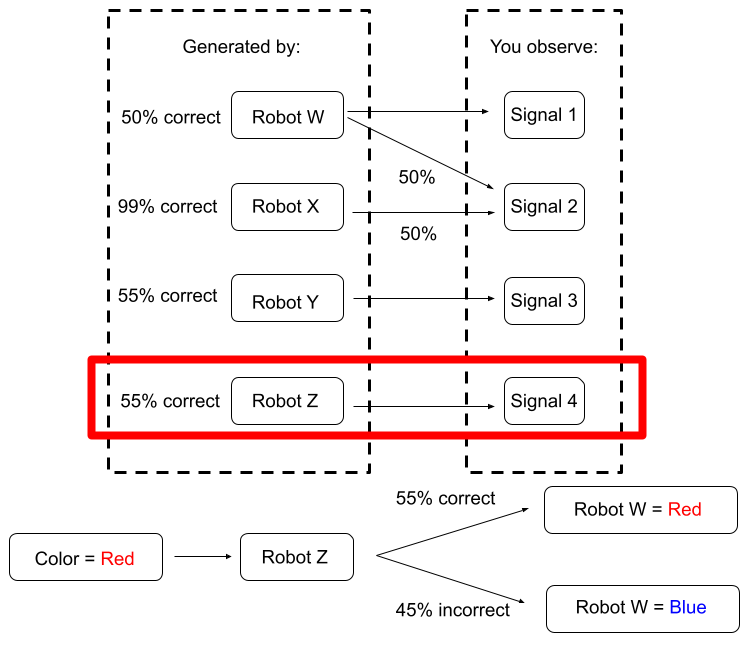 Generated by:
You observe:
50% correct
Robot W
Signal 1
50%
99% correct
Robot X
Signal 2
50%
55% correct
Robot Y
Signal 3
55% correct
Robot Z
Signal 4
55% correct
Robot W = Red
Color = Red
Robot Z
45% incorrect
Robot W = Blue